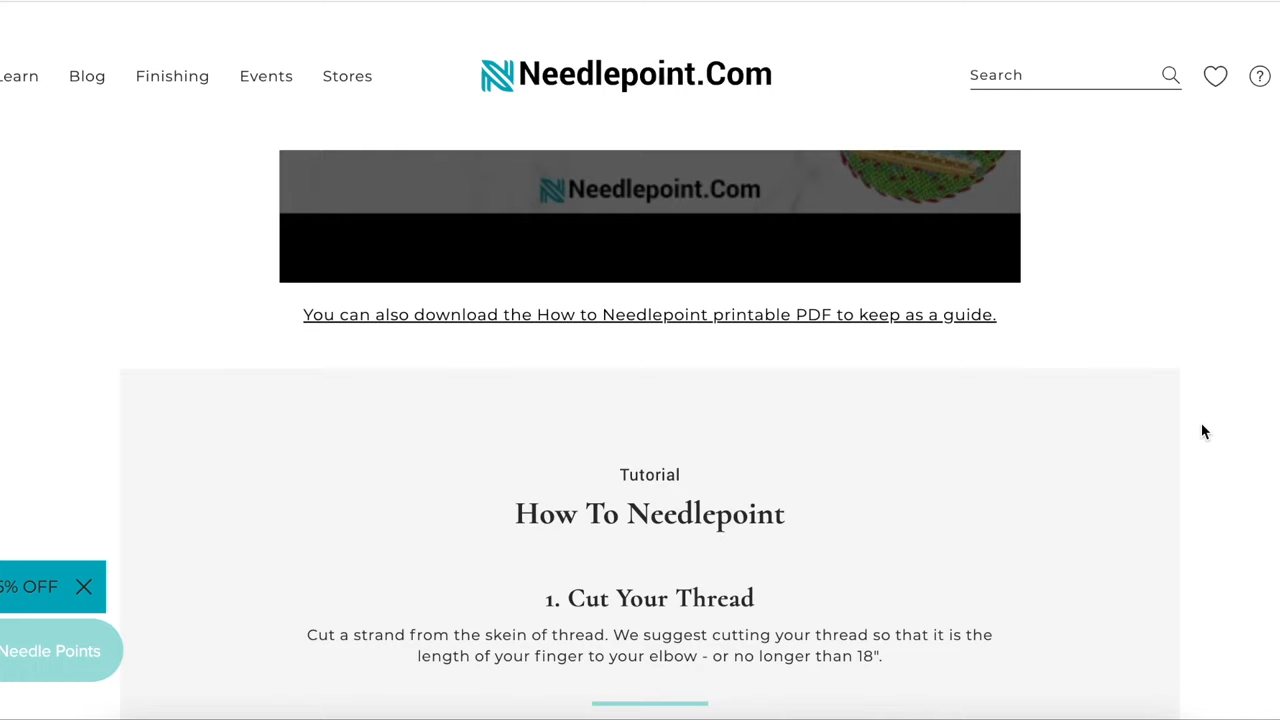 Learn Blog Finishing Events Stores
Needlepoint.Com
Search
?
Needlepoint.Com
You can also download the How to Needlepoint printable PDF to keep as a guide.
Tutorial
How To Needlepoint
1. Cut Your Thread
Cut a strand from the skein of thread. We suggest cutting your thread so that it is the
length of your finger to your elbow - or no longer than 18".
5% OFF
Needle Points